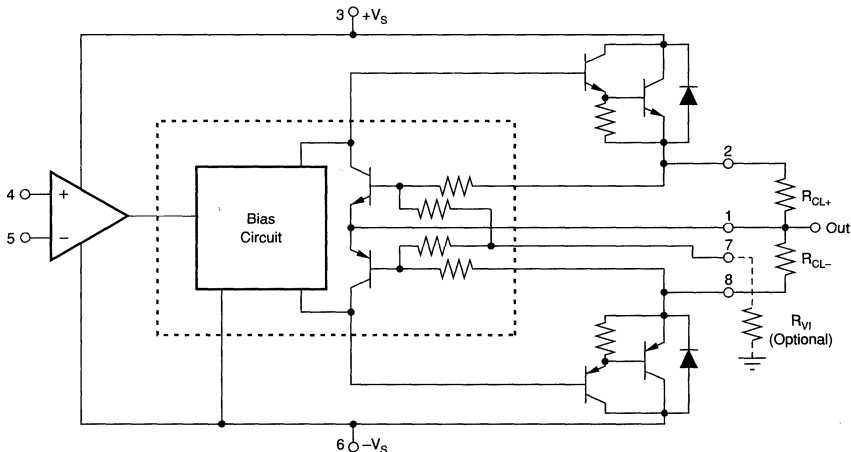 3 +VS
2
RCL+
4 +
Bias
Circuit
1 Out
5 −
7
RCL−
8
RVI
(Optional)
6 −VS